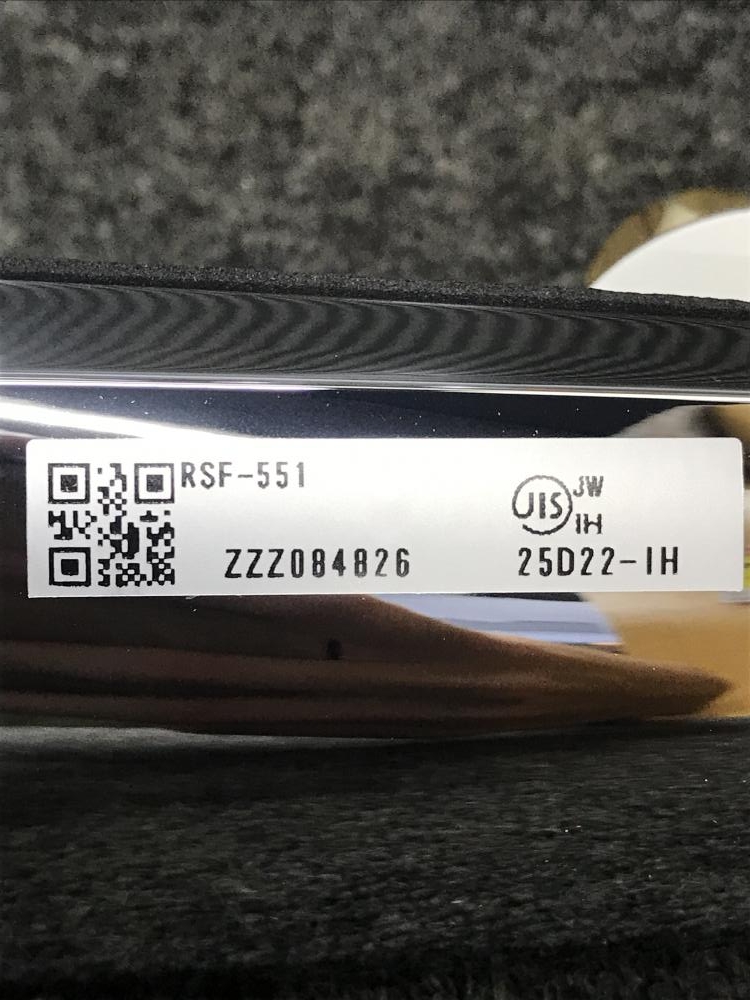 RSF-551
JIS
JW
IH
ZZZ084826
25D22-IH